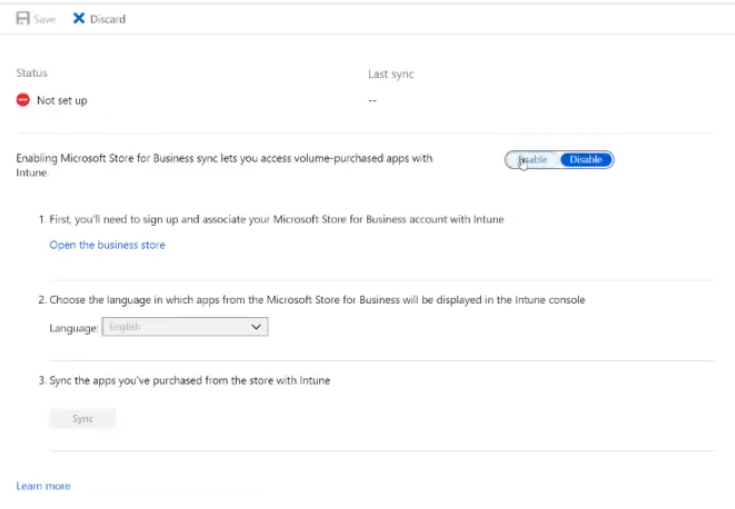 Save Discard
Status Last sync
Not set up --
Enabling Microsoft Store for Business sync lets you access volume-purchased apps with
Intune.
Enable Disable
1. First, you'll need to sign up and associate your Microsoft Store for Business account with Intune
Open the business store
2. Choose the language in which apps from the Microsoft Store for Business will be displayed in the Intune console
Language: English
3. Sync the apps you've purchased from the store with Intune
Sync
Learn more